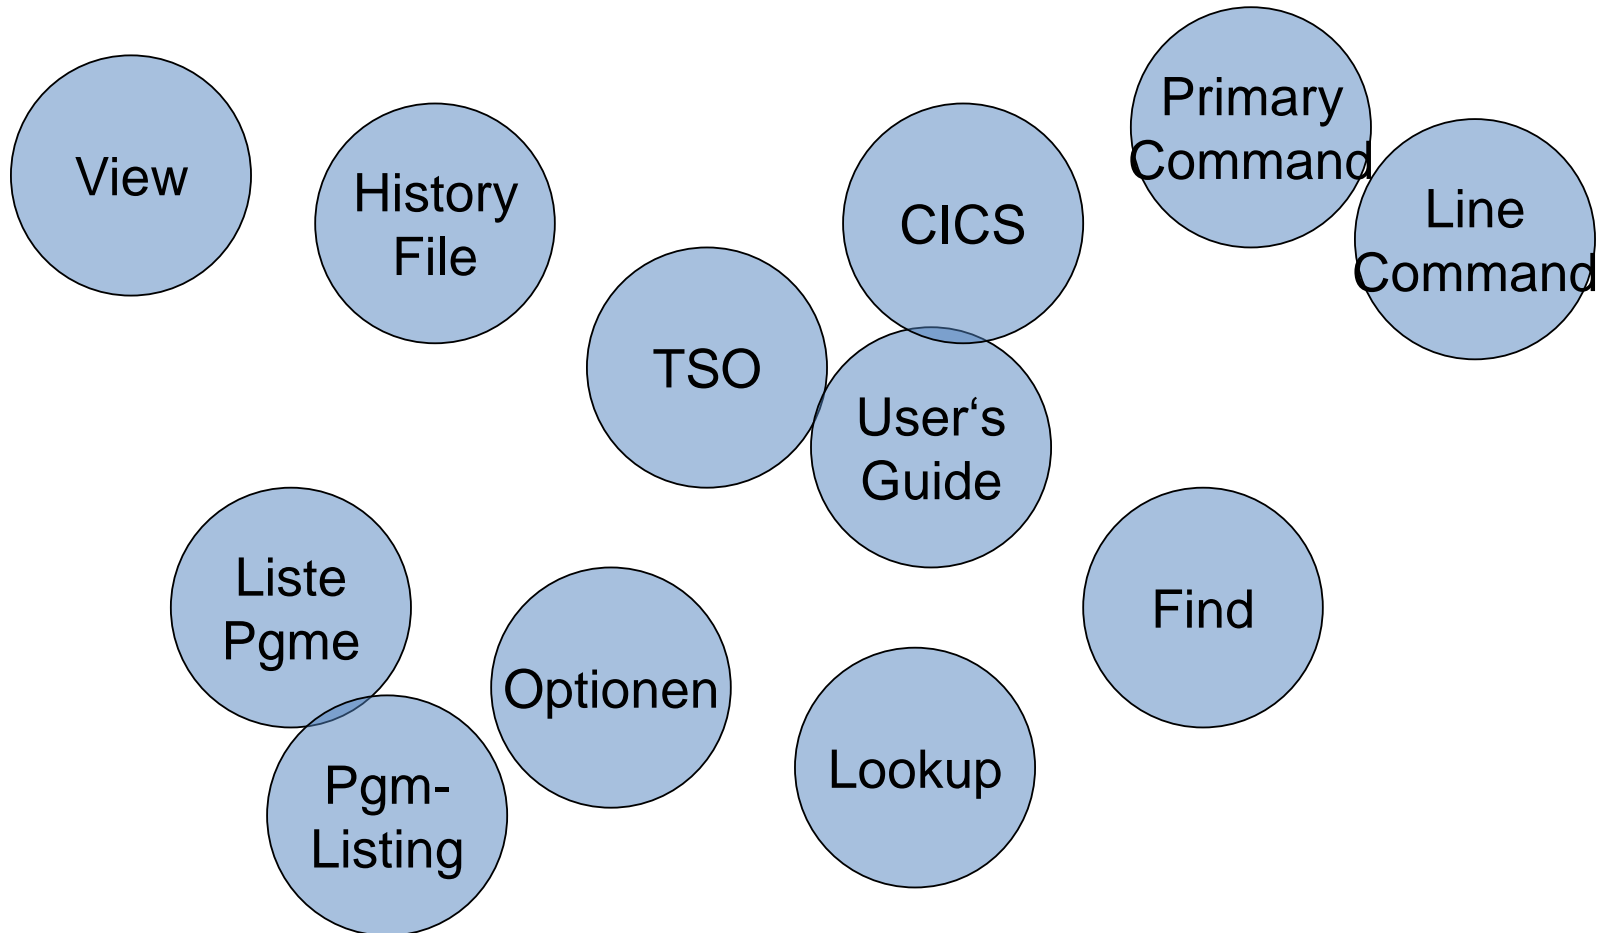 View
History
File
TSO
CICS
Primary
Command
Line
Command
User‘s
Guide
Liste
Pgme
Optionen
Find
Pgm-
Listing
Lookup